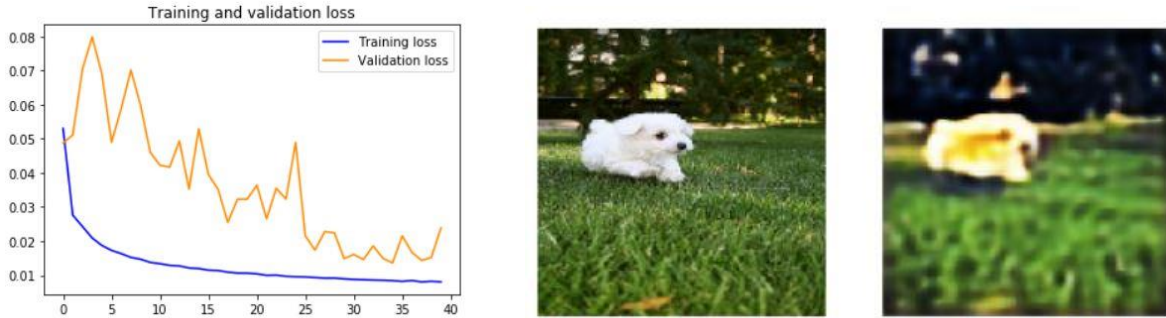 Training and validation loss
0.08
0.07
0.06
0.05
0.04
0.03
0.02
0.01
0 5 10 15 20 25 30 35 40
Training loss
Validation loss